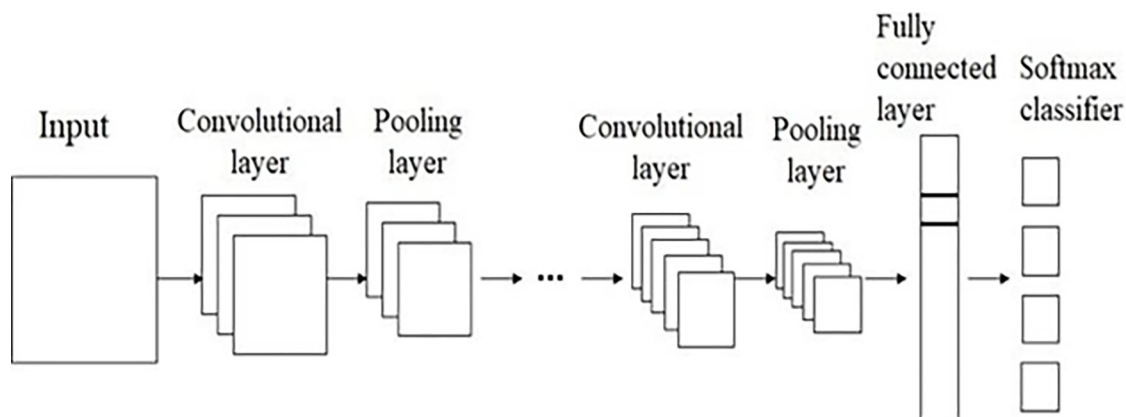 Input
Convolutional
layer
Pooling
layer
...
Convolutional
layer
Pooling
layer
Fully
connected
layer
Softmax
classifier